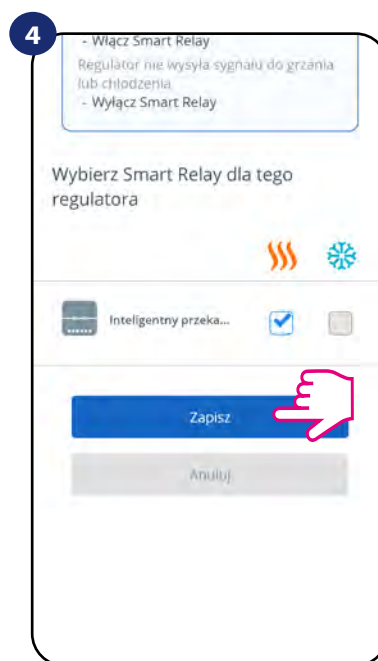 4
- Włącz Smart Relay
Regulator nie wysyła sygnału do grzania
lub chłodzenia
- Wyłącz Smart Relay
Wybierz Smart Relay dla tego
regulatora
Inteligentny przeka...
Zapisz
Anuluj